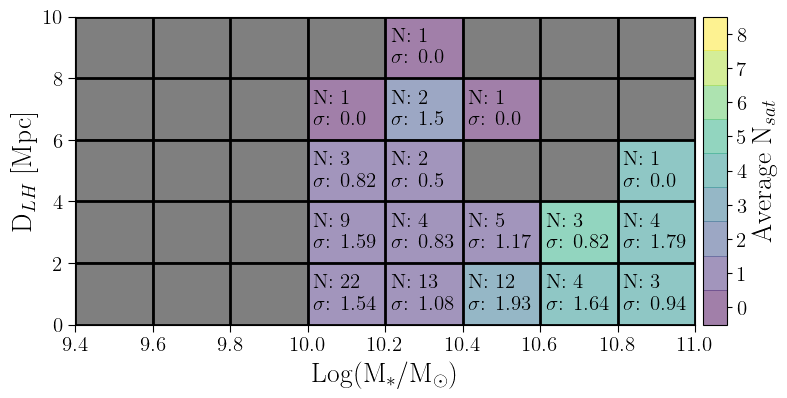 10
N: 1
σ: 0.0
8
8
N: 1
σ: 0.0
N: 2
σ: 1.5
N: 1
σ: 0.0
7
6
6
N: 3
σ: 0.82
N: 2
σ: 0.5
N: 1
σ: 0.0
5
4
4
N: 9
σ: 1.59
N: 4
σ: 0.83
N: 5
σ: 1.17
N: 3
σ: 0.82
N: 4
σ: 1.79
3
2
2
N: 22
σ: 1.54
N: 13
σ: 1.08
N: 12
σ: 1.93
N: 4
σ: 1.64
N: 3
σ: 0.94
1
0
0
9.4 9.6 9.8 10.0 10.2 10.4 10.6 10.8 11.0
Log(M*/M⊙)
D_LH [Mpc]
Average N_sat